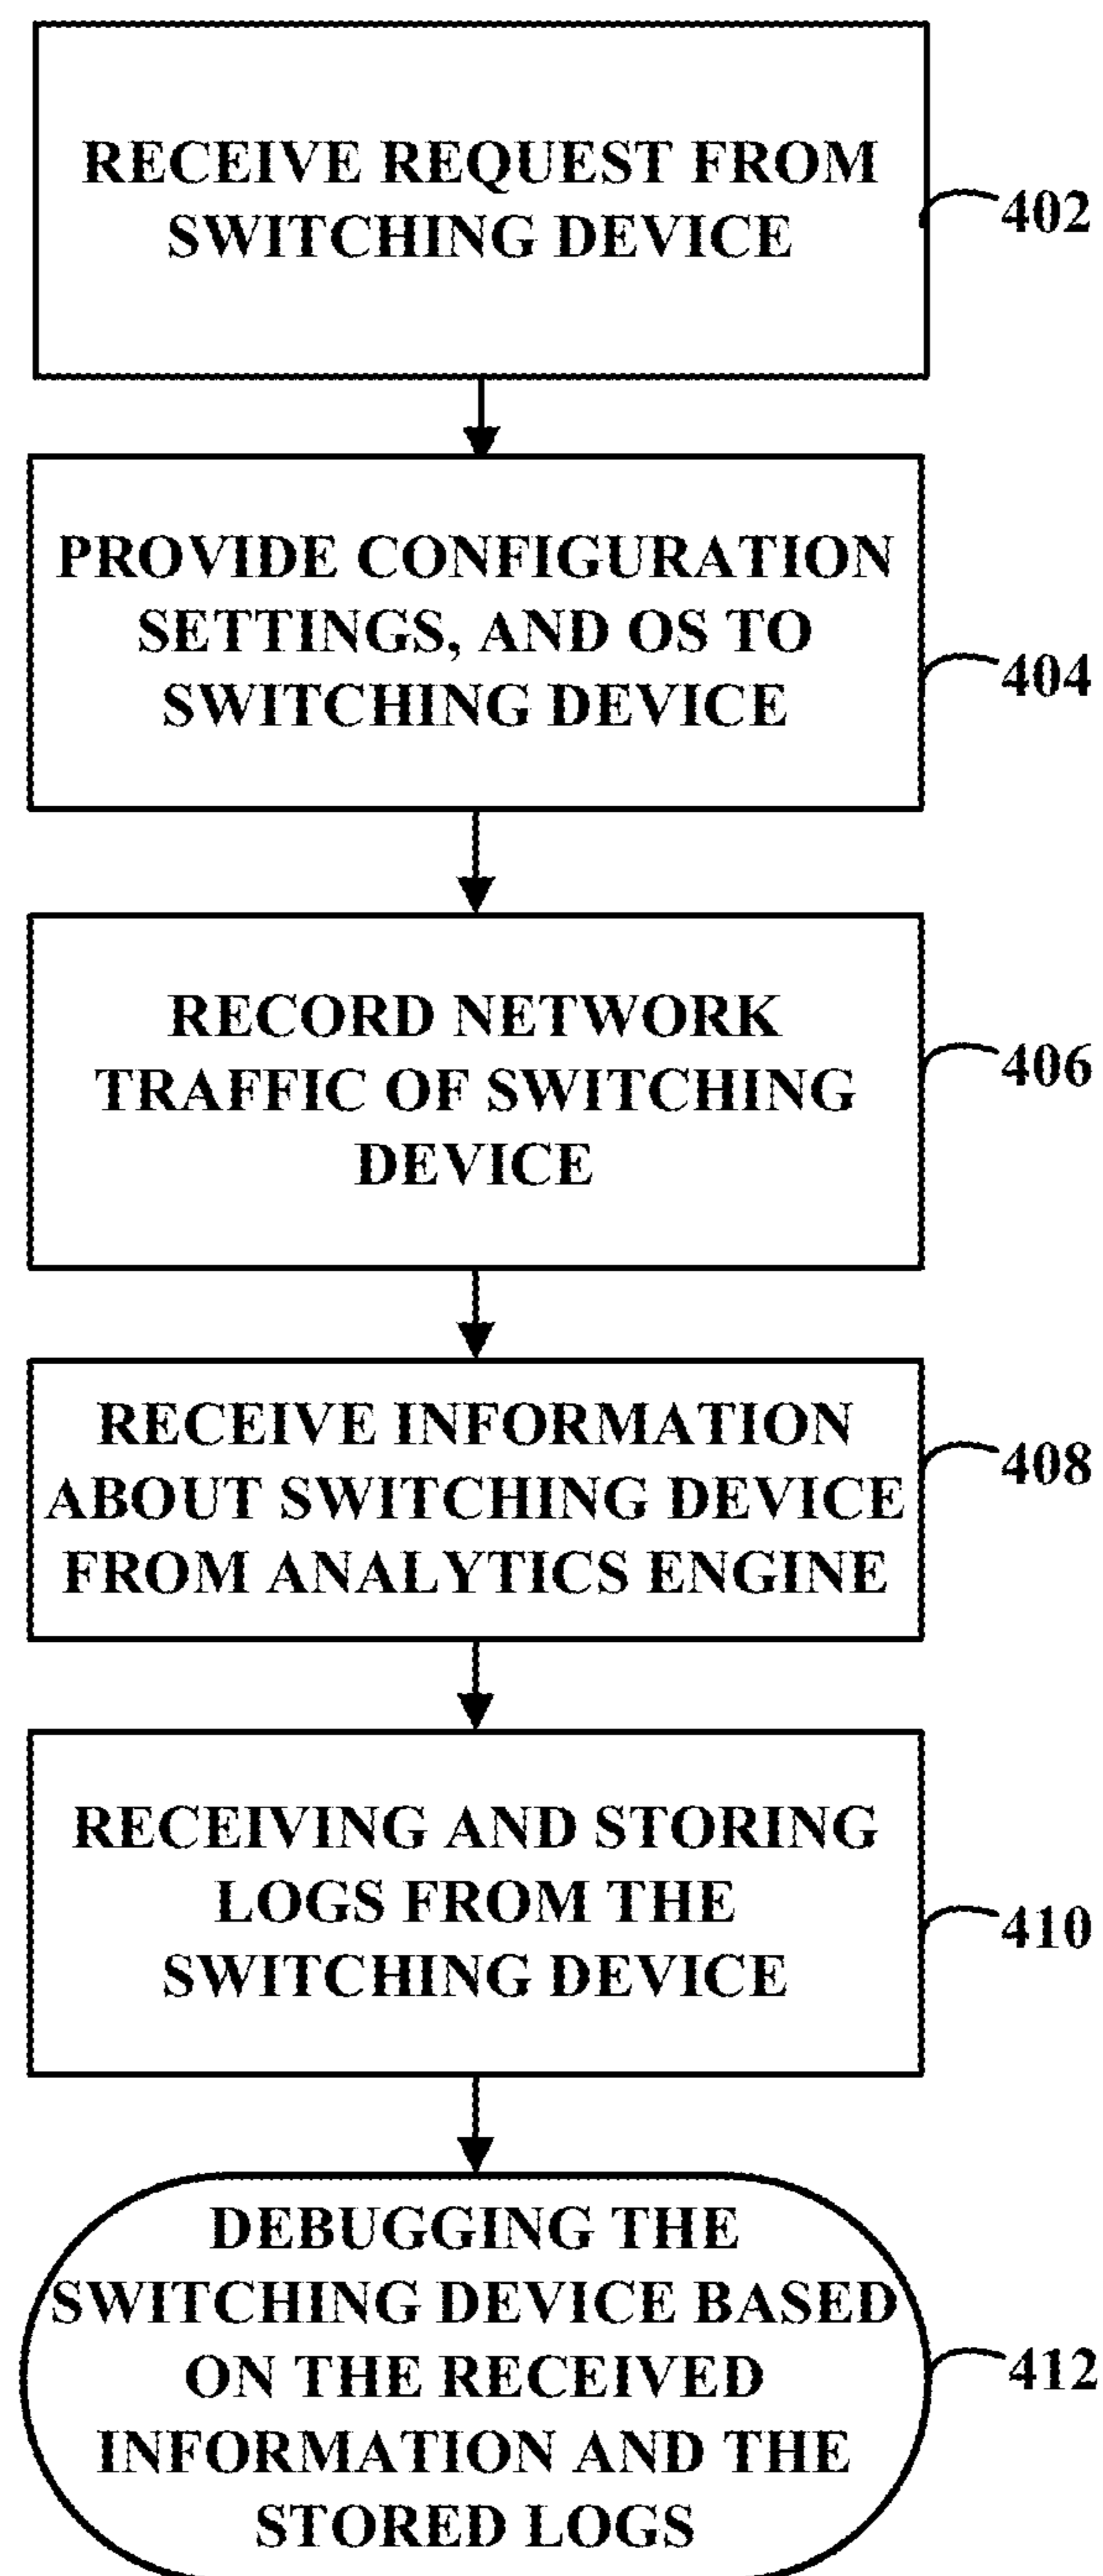 RECEIVE REQUEST FROM
SWITCHING DEVICE
402
PROVIDE CONFIGURATION
SETTINGS, AND OS TO
SWITCHING DEVICE
404
RECORD NETWORK
TRAFFIC OF SWITCHING
DEVICE
406
RECEIVE INFORMATION
ABOUT SWITCHING DEVICE
FROM ANALYTICS ENGINE
408
RECEIVING AND STORING
LOGS FROM THE
SWITCHING DEVICE
410
DEBUGGING THE
SWITCHING DEVICE BASED
ON THE RECEIVED
INFORMATION AND THE
STORED LOGS
412